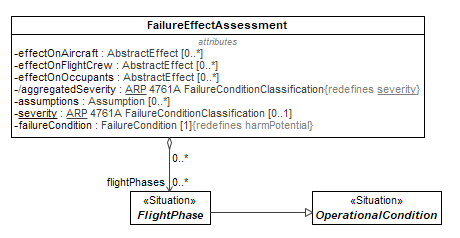 FailureEffectAssessment
attributes
-effectOnAircraft : AbstractEffect [0..*]
-effectOnFlightCrew : AbstractEffect [0..*]
-effectOnOccupants : AbstractEffect [0..*]
-/aggregatedSeverity : ARP 4761A FailureConditionClassification{redefines severity}
-assumptions : Assumption [0..*]
-severity : ARP 4761A FailureConditionClassification [0..1]
-failureCondition : FailureCondition [1]{redefines harmPotential}
0..*
flightPhases 0..*
«Situation»
FlightPhase
«Situation»
OperationalCondition